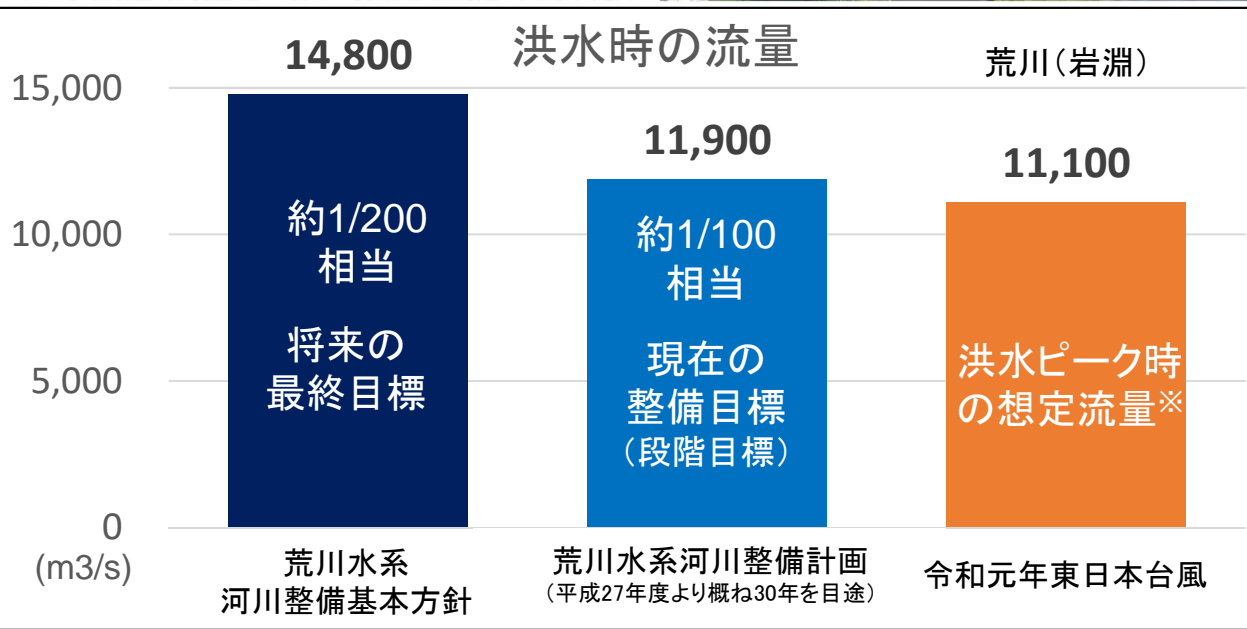 洪水時の流量
荒川（岩淵）
14,800
11,900
11,100
15,000
10,000
5,000
0
(m3/s)
約1/200
相当
将来の
最終目標
約1/100
相当
現在の
整備目標
（段階目標）
洪水ピーク時
の想定流量※
荒川水系
河川整備基本方針
荒川水系河川整備計画
（平成27年度より概ね30年を目途）
令和元年東日本台風